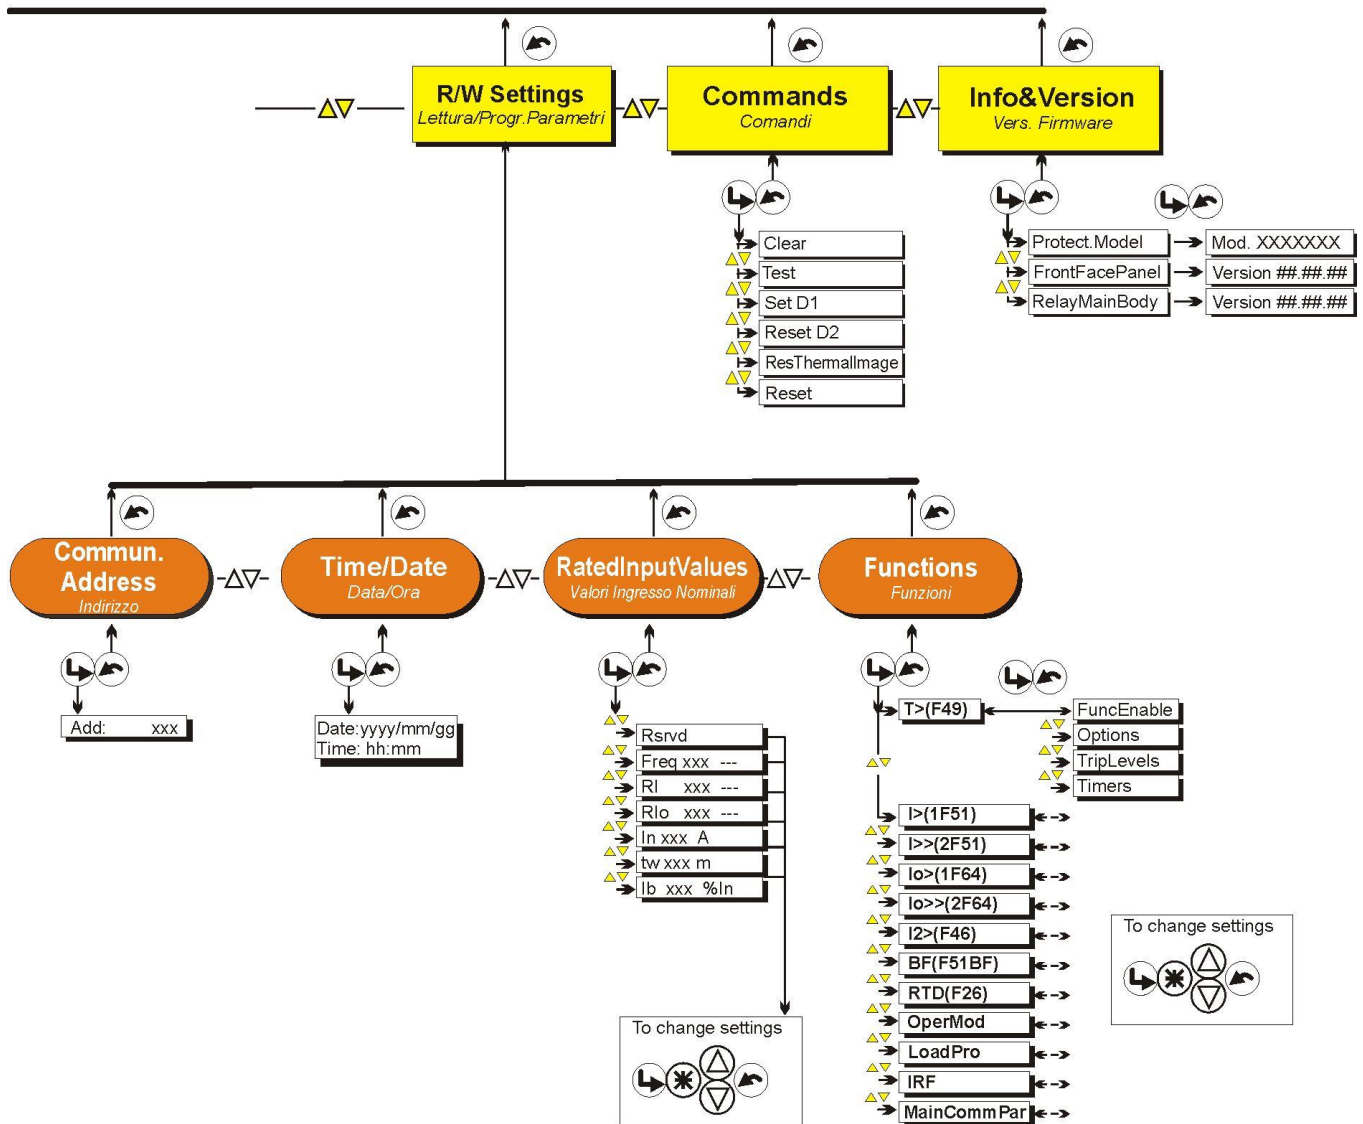 R/W Settings
Lettura/Progr.Parametri
Commands
Comandi
Info&Version
Vers. Firmware
Clear
Test
Set D1
Reset D2
ResThermalImage
Reset
Protect.Model
Mod. XXXXXXX
FrontFacePanel
Version ##.##.##
RelayMainBody
Version ##.##.##
Commun.
Address
Indirizzo
Time/Date
Data/Ora
RatedInputValues
Valori Ingresso Nominali
Functions
Funzioni
Add: xxx
Date:yyyy/mm/gg
Time: hh:mm
Rsrvd
Freq xxx ---
RI xxx ---
RIo xxx ---
In xxx A
tw xxx m
Ib xxx %In
To change settings
T>(F49)
FuncEnable
Options
TripLevels
Timers
I>(1F51)
I>>(2F51)
Io>(1F64)
Io>>(2F64)
I2>(F46)
BF(F51BF)
RTD(F26)
OperMod
LoadPro
IRF
MainCommPar
To change settings